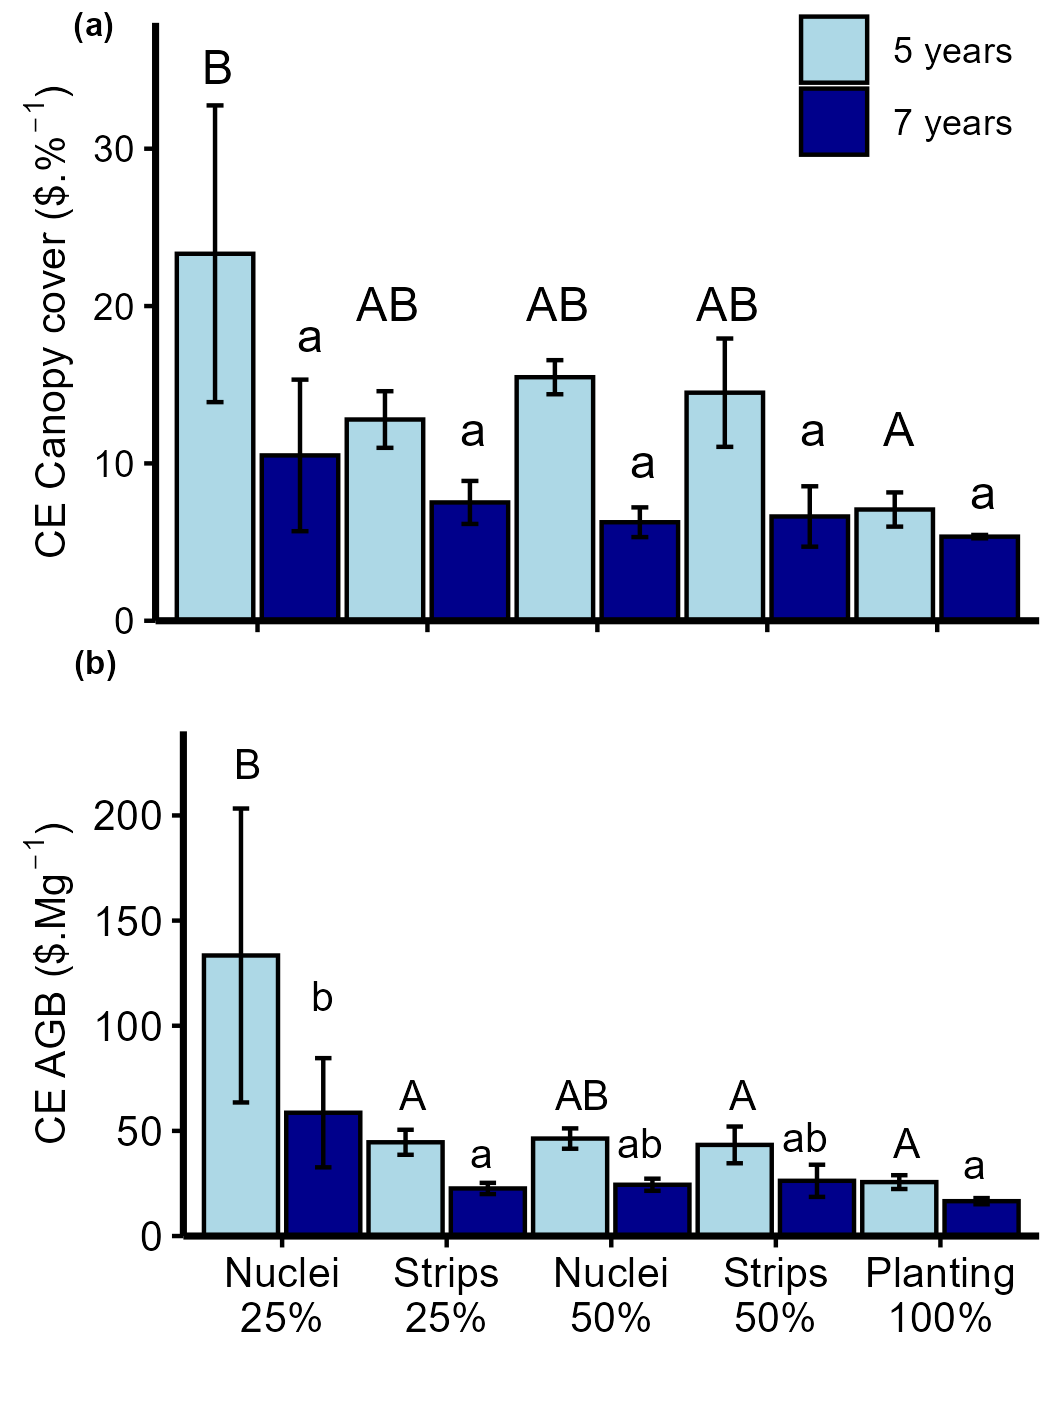 (a)
5 years
7 years
CE Canopy cover ($.%⁻¹)
30
20
10
0
B
a
AB
a
AB
a
AB
a
A
a
(b)
CE AGB ($.Mg⁻¹)
200
150
100
50
0
B
b
A
a
AB
ab
A
ab
A
a
Nuclei Strips Nuclei Strips Planting
25% 25% 50% 50% 100%